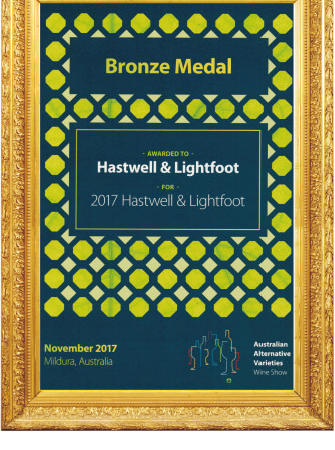 Bronze Medal
- AWARDED TO -
Hastwell & Lightfoot
- FOR -
2017 Hastwell & Lightfoot
November 2017
Mildura, Australia
Australian
Alternative
Varieties
Wine Show